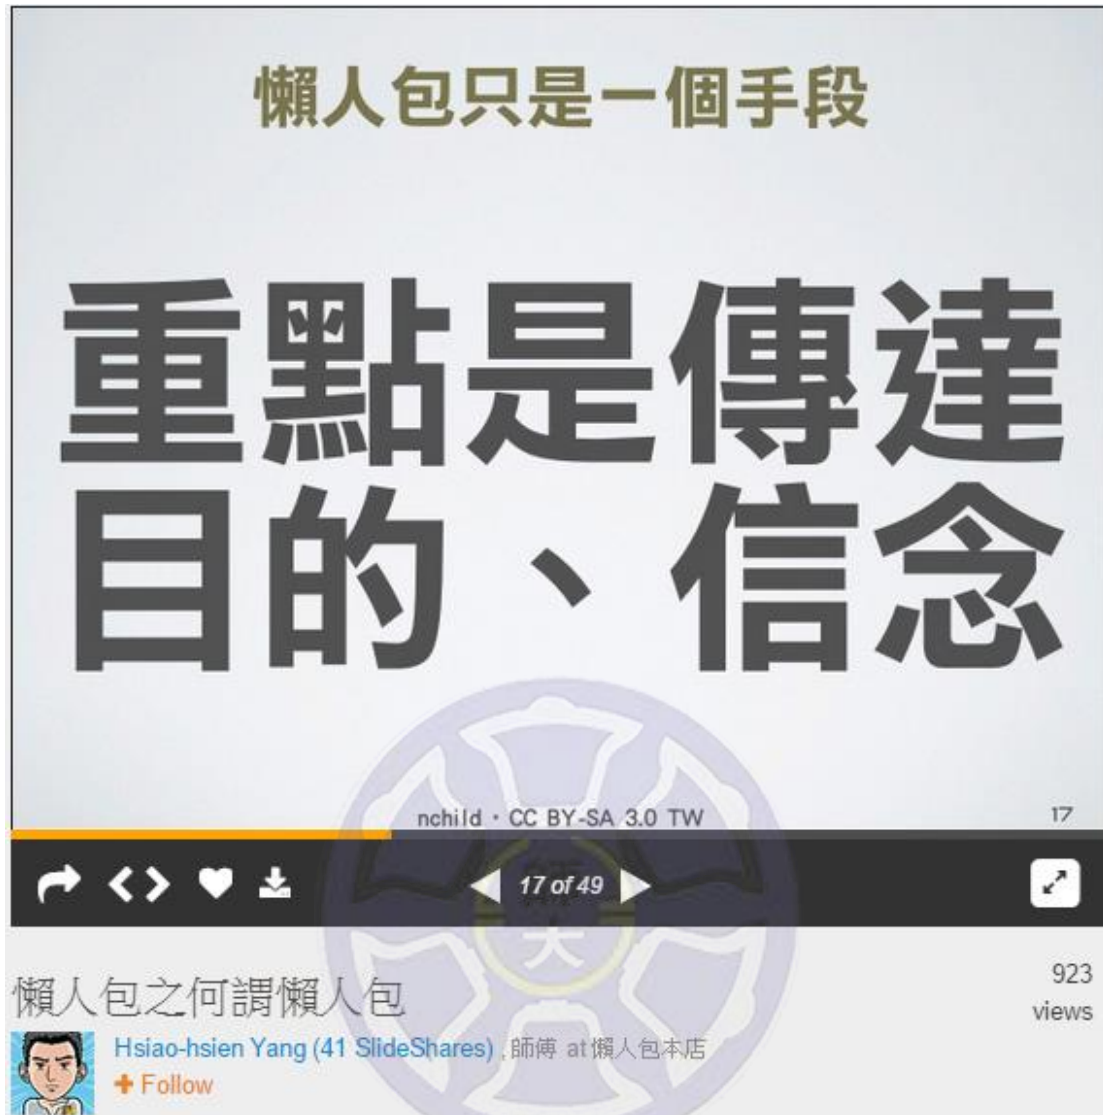 懶人包只是一個手段
重點是傳達
目的、信念
nchild · CC BY-SA 3.0 TW
17
17 of 49
懶人包之何謂懶人包
923
views
Hsiao-hsien Yang (41 SlideShares) , 師傅 at 懶人包本店
+ Follow
大